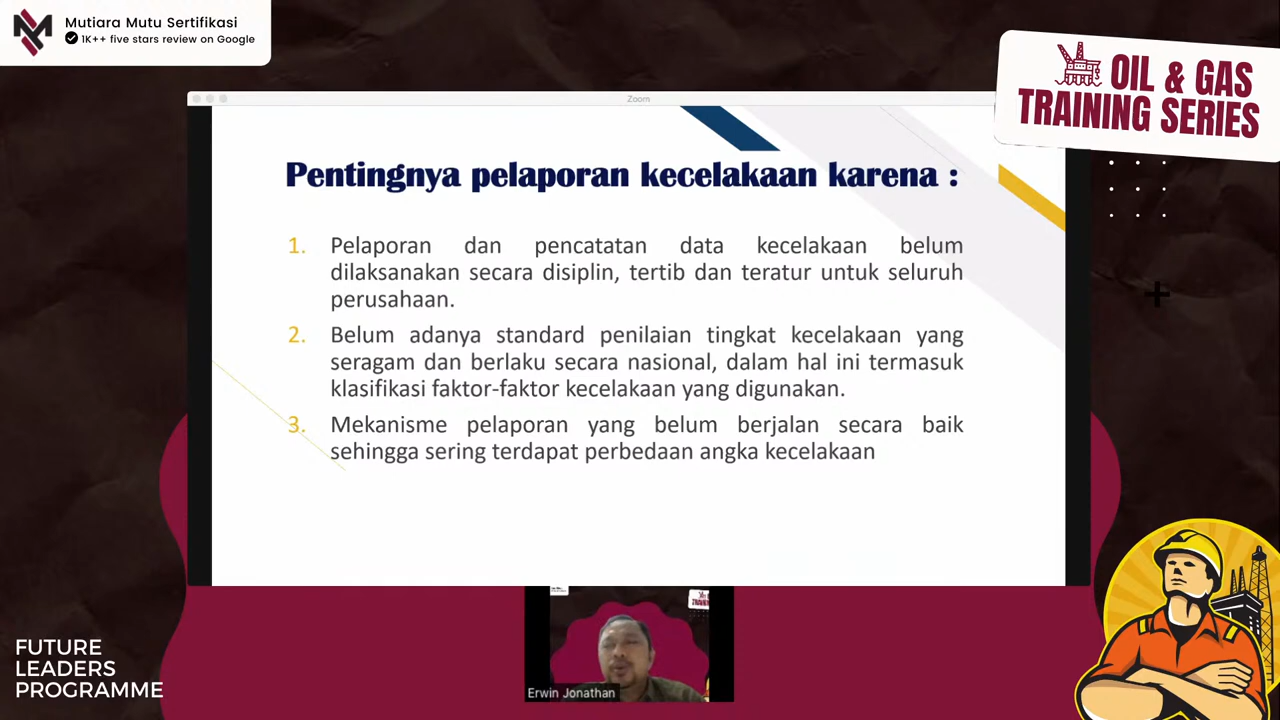 Mutiara Mutu Sertifikasi
1K++ five stars review on Google
OIL & GAS
TRAINING SERIES
Zoom
Pentingnya pelaporan kecelakaan karena :
1. Pelaporan dan pencatatan data kecelakaan belum
dilaksanakan secara disiplin, tertib dan teratur untuk seluruh
perusahaan.
2. Belum adanya standard penilaian tingkat kecelakaan yang
seragam dan berlaku secara nasional, dalam hal ini termasuk
klasifikasi faktor-faktor kecelakaan yang digunakan.
3. Mekanisme pelaporan yang belum berjalan secara baik
sehingga sering terdapat perbedaan angka kecelakaan
Erwin Jonathan
FUTURE
LEADERS
PROGRAMME